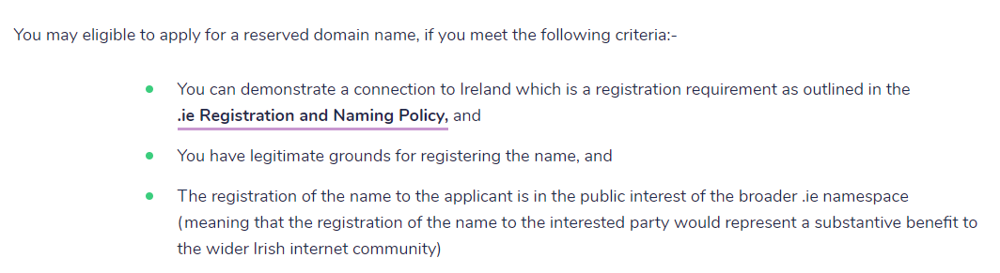 You may eligible to apply for a reserved domain name, if you meet the following criteria:-
You can demonstrate a connection to Ireland which is a registration requirement as outlined in the
.ie Registration and Naming Policy, and
You have legitimate grounds for registering the name, and
The registration of the name to the applicant is in the public interest of the broader .ie namespace
(meaning that the registration of the name to the interested party would represent a substantive benefit to
the wider Irish internet community)